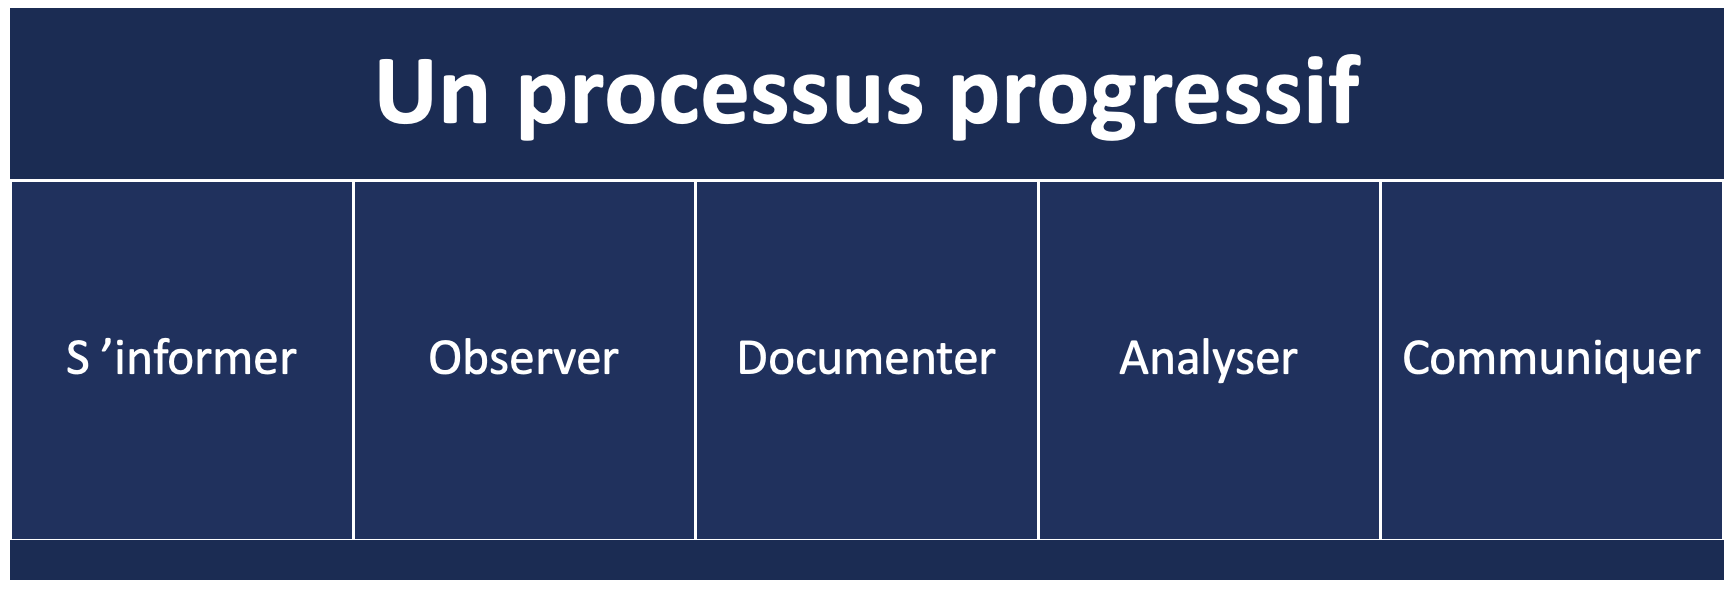 Un processus progressif
S ’informer
Observer
Documenter
Analyser
Communiquer